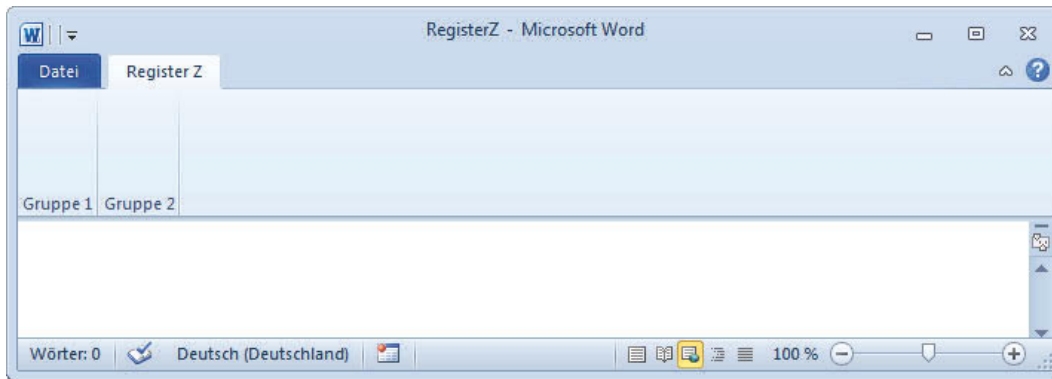 RegisterZ - Microsoft Word
Datei Register Z
Gruppe 1 Gruppe 2
Wörter: 0 Deutsch (Deutschland) 100 %